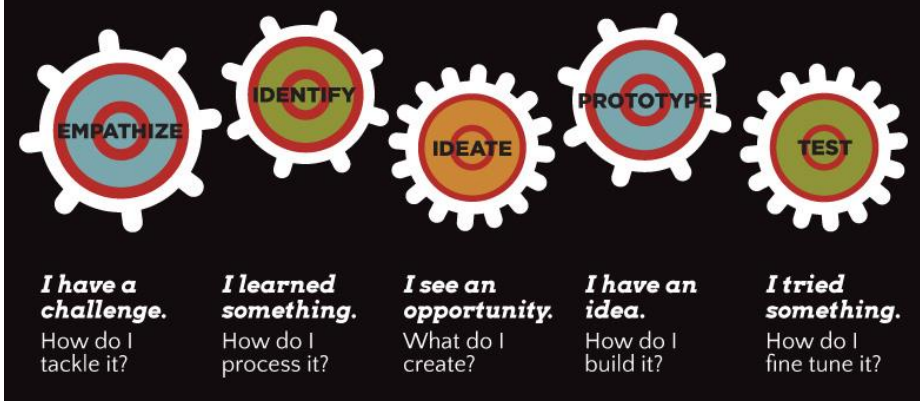 EMPATHIZE
IDENTIFY
IDEATE
PROTOTYPE
TEST
I have a
challenge.
How do I
tackle it?
I learned
something.
How do I
process it?
I see an
opportunity.
What do I
create?
I have an
idea.
How do I
build it?
I tried
something.
How do I
fine tune it?